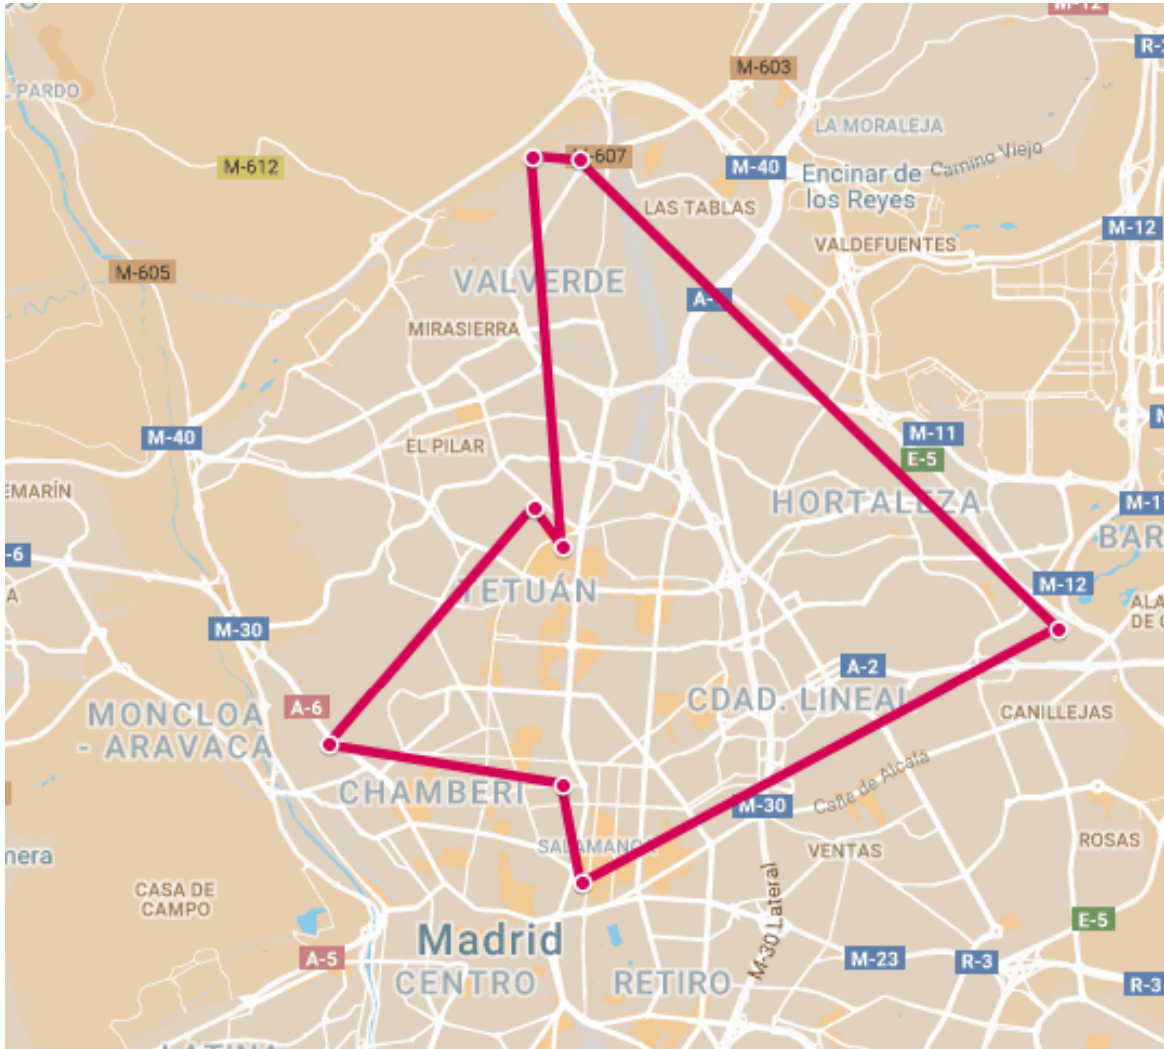 M-12
M-603
PARDO
LA MORALEJA
M-612
M-607
M-40
Camino Viejo
Encinar de
los Reyes
LAS TABLAS
M-12
VALDEFUENTES
M-605
VALVERDE
MIRASIERRA
M-40
EL PILAR
M-11
E-5
HORTALEZA
BAR
TETUÁN
M-12
M-30
A-2
A-6
CDAD. LINEAL
CANILLEJAS
MONCLOA
- ARAVACA
CHAMBERÍ
M-30
Calle de Alcalá
SALAMANCA
VENTAS
ROSAS
CASA DE
CAMPO
M-30 Lateral
E-5
Madrid
A-5
CENTRO
RETIRO
M-23
R-3
R-3
LATINA